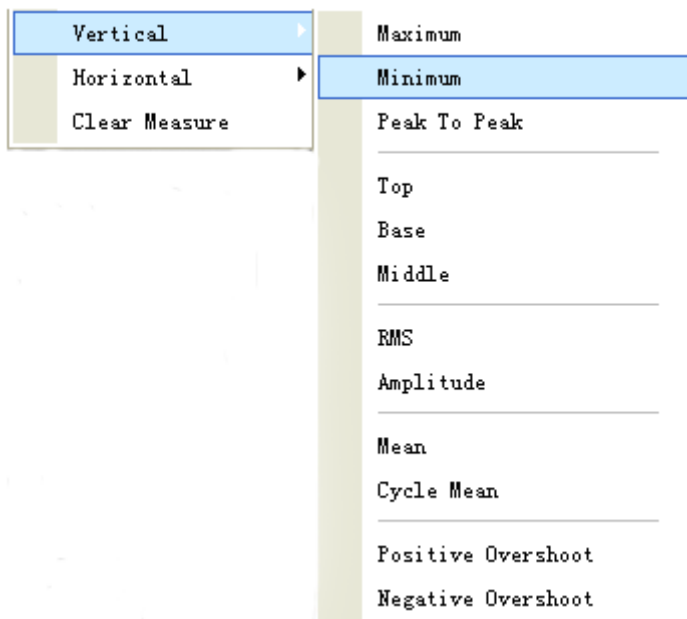 Vertical
Horizontal
Clear Measure
Maximum
Minimum
Peak To Peak
Top
Base
Middle
RMS
Amplitude
Mean
Cycle Mean
Positive Overshoot
Negative Overshoot